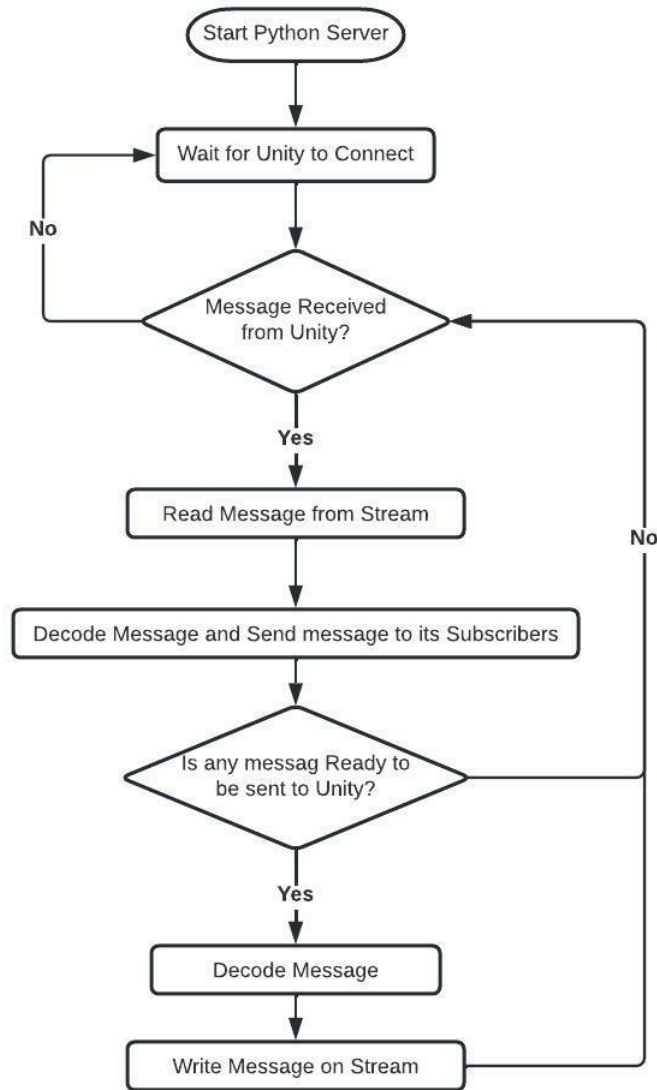 Start Python Server
Wait for Unity to Connect
No
Message Received
from Unity?
Yes
Read Message from Stream
No
Decode Message and Send message to its Subscribers
Is any messag Ready to
be sent to Unity?
Yes
Decode Message
Write Message on Stream